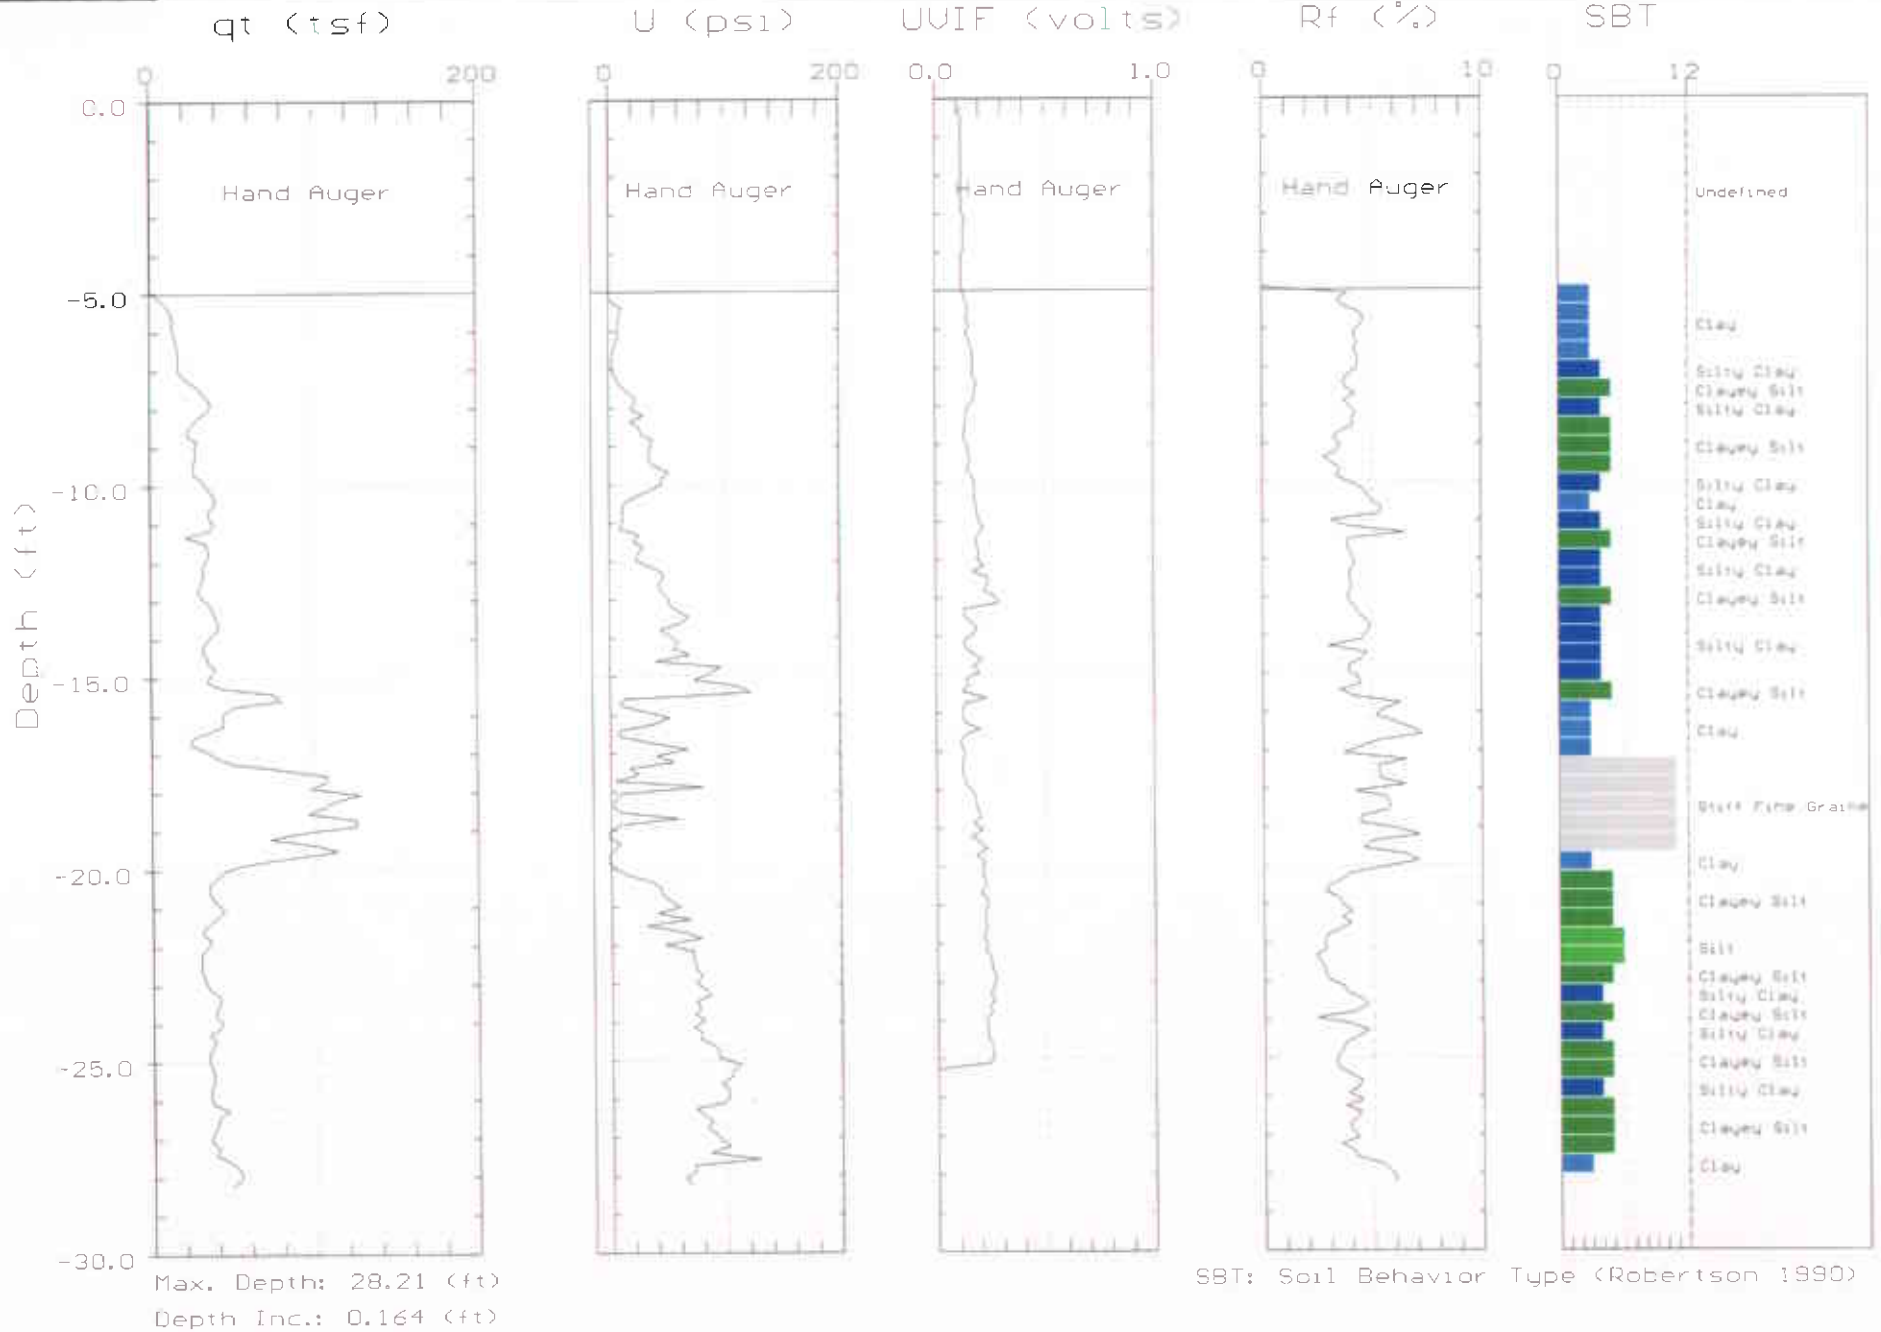 qt (tsf)
U (psi)
UVIF (volts)
Rf (%)
SBT
0
200
0
200
0.0
1.0
0
10
0
12
0.0
Hand Auger
Hand Auger
Hand Auger
Hand Auger
Undefined
-5.0
Clay
Silty Clay
Clayey Silt
Silty Clay
Clayey Silt
-10.0
Silty Clay
Clay
Silty Clay
Clayey Silt
Silty Clay
Clayey Silt
Silty Clay
Depth (ft)
-15.0
Clayey Silt
Clay
Stiff Fine Graine
Clay
-20.0
Clayey Silt
Silt
Clayey Silt
Silty Clay
Clayey Silt
Silty Clay
-25.0
Clayey Silt
Silty Clay
Clayey Silt
Clay
-30.0
Max. Depth: 28.21 (ft)
Depth Inc.: 0.164 (ft)
SBT: Soil Behavior Type (Robertson 1990)